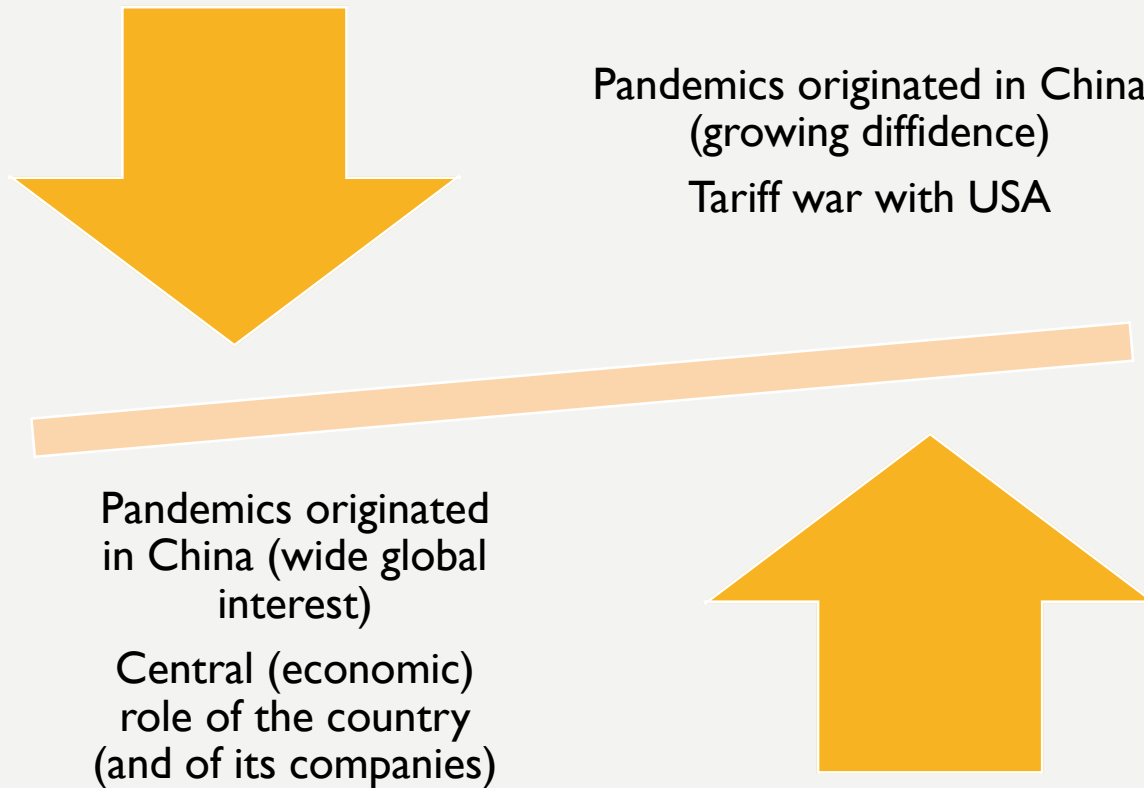 Pandemics originated in China
(growing diffidence)
Tariff war with USA
Pandemics originated
in China (wide global
interest)
Central (economic)
role of the country
(and of its companies)